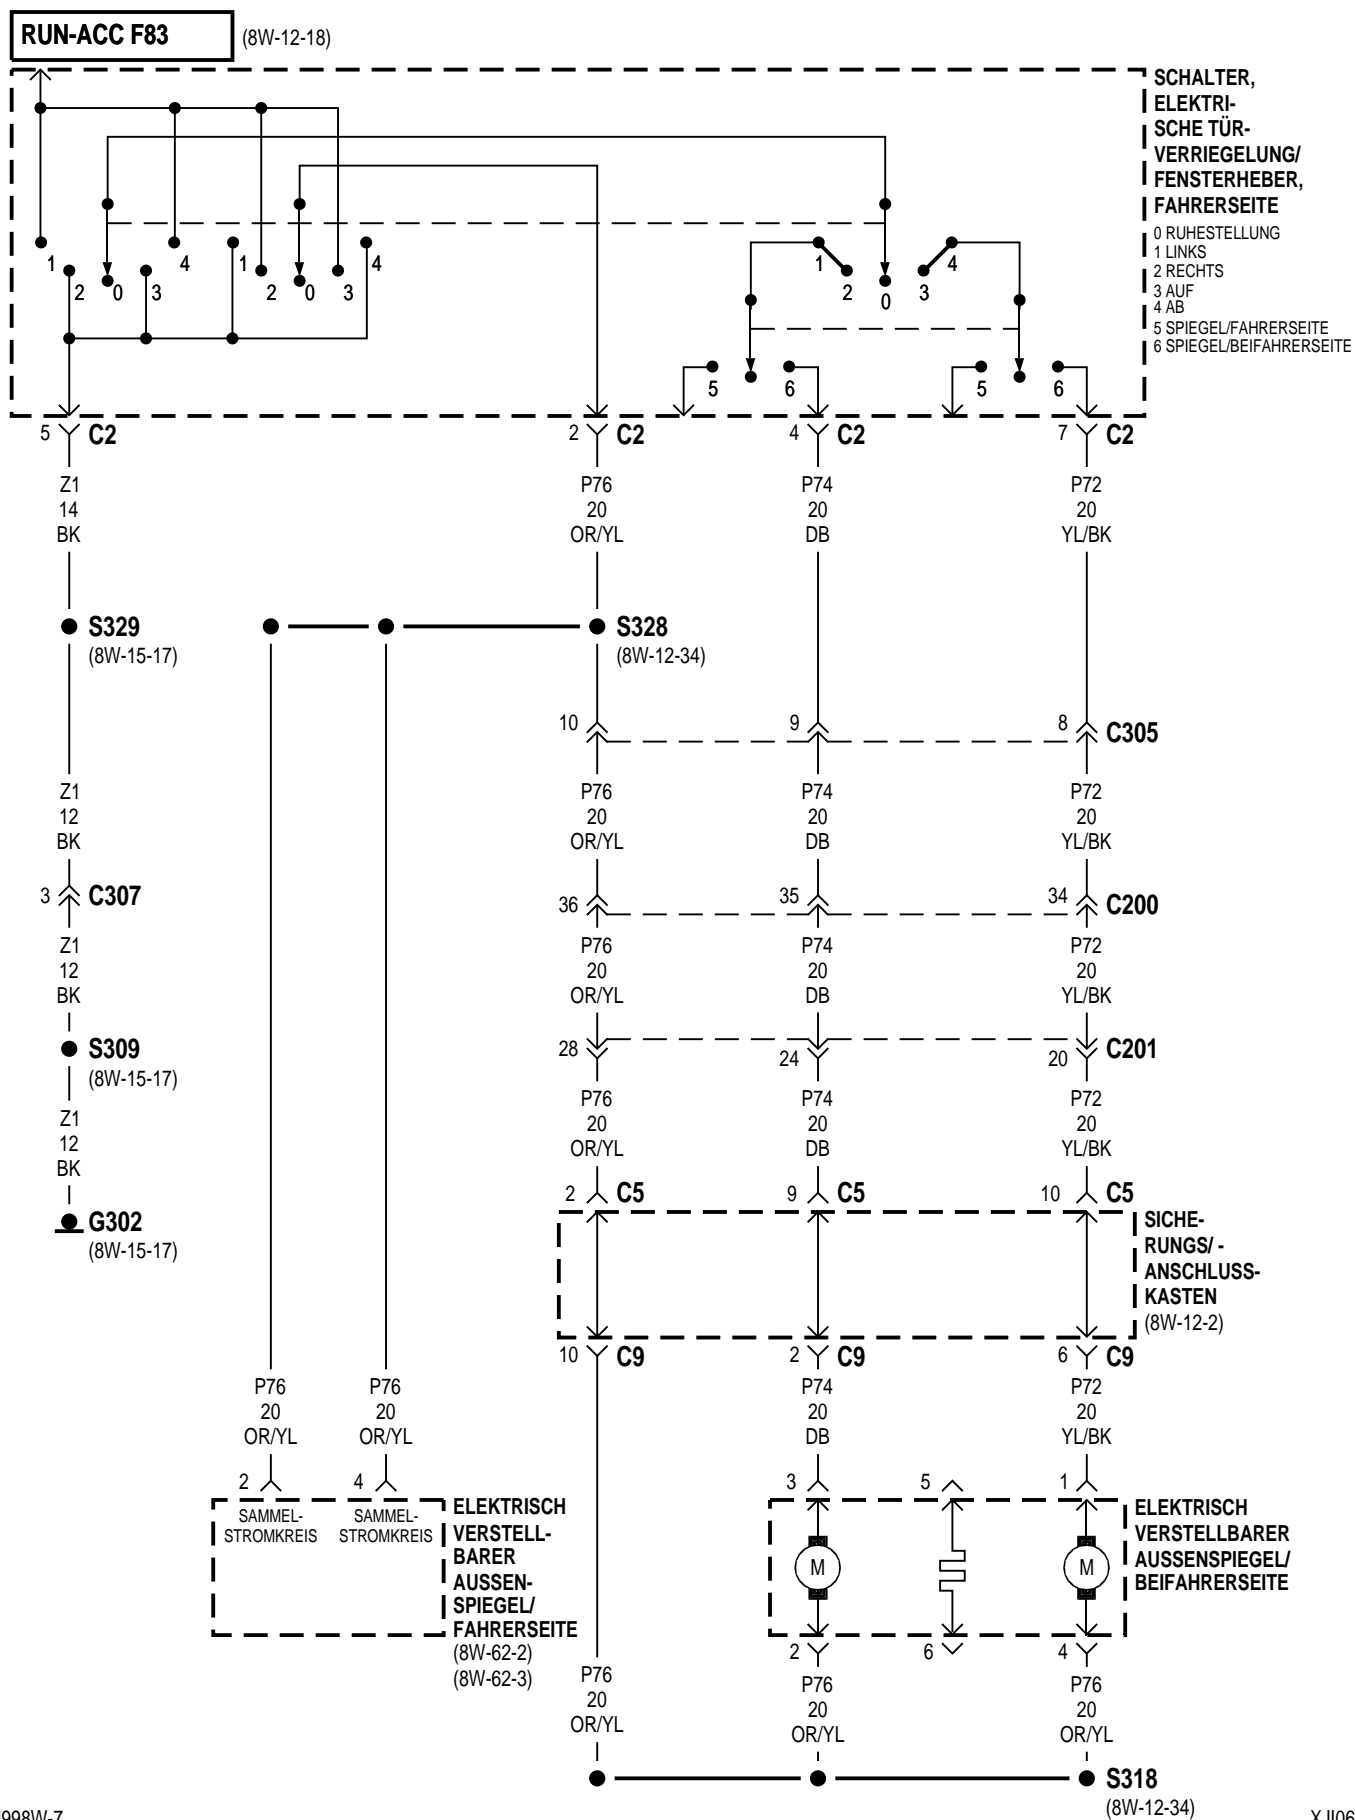 RUN-ACC F83 (8W-12-18)
SCHALTER,
ELEKTRI-
SCHE TÜR-
VERRIEGELUNG/
FENSTERHEBER,
FAHRERSEITE
0 RUHESTELLUNG
1 LINKS
2 RECHTS
3 AUF
4 AB
5 SPIEGEL/FAHRERSEITE
6 SPIEGEL/BEIFAHRERSEITE
1 4 1 4 1 4
2 0 3 2 0 3 2 0 3
5 6 5 6
5 C2 2 C2 4 C2 7 C2
Z1 P76 P74 P72
14 20 20 20
BK OR/YL DB YL/BK
S329 S328
(8W-15-17) (8W-12-34)
10 9 8 C305
Z1 P76 P74 P72
12 20 20 20
BK OR/YL DB YL/BK
3 C307 36 35 34 C200
Z1 P76 P74 P72
12 20 20 20
BK OR/YL DB YL/BK
S309 28 24 20 C201
(8W-15-17)
Z1 P76 P74 P72
12 20 20 20
BK OR/YL DB YL/BK
2 C5 9 C5 10 C5
G302
(8W-15-17)
SICHE-
RUNGS/ -
ANSCHLUSS-
KASTEN
(8W-12-2)
10 C9 2 C9 6 C9
P76 P76 P74 P72
20 20 20 20
OR/YL OR/YL DB YL/BK
2 4 3 5 1
SAMMEL-
STROMKREIS
SAMMEL-
STROMKREIS
ELEKTRISCH
VERSTELL-
BARER
AUSSEN-
SPIEGEL/
FAHRERSEITE
(8W-62-2)
(8W-62-3)
M M
ELEKTRISCH
VERSTELLBARER
AUSSENSPIEGEL/
BEIFAHRERSEITE
2 6 4
P76 P76 P76
20 20 20
OR/YL OR/YL OR/YL
S318
(8W-12-34)